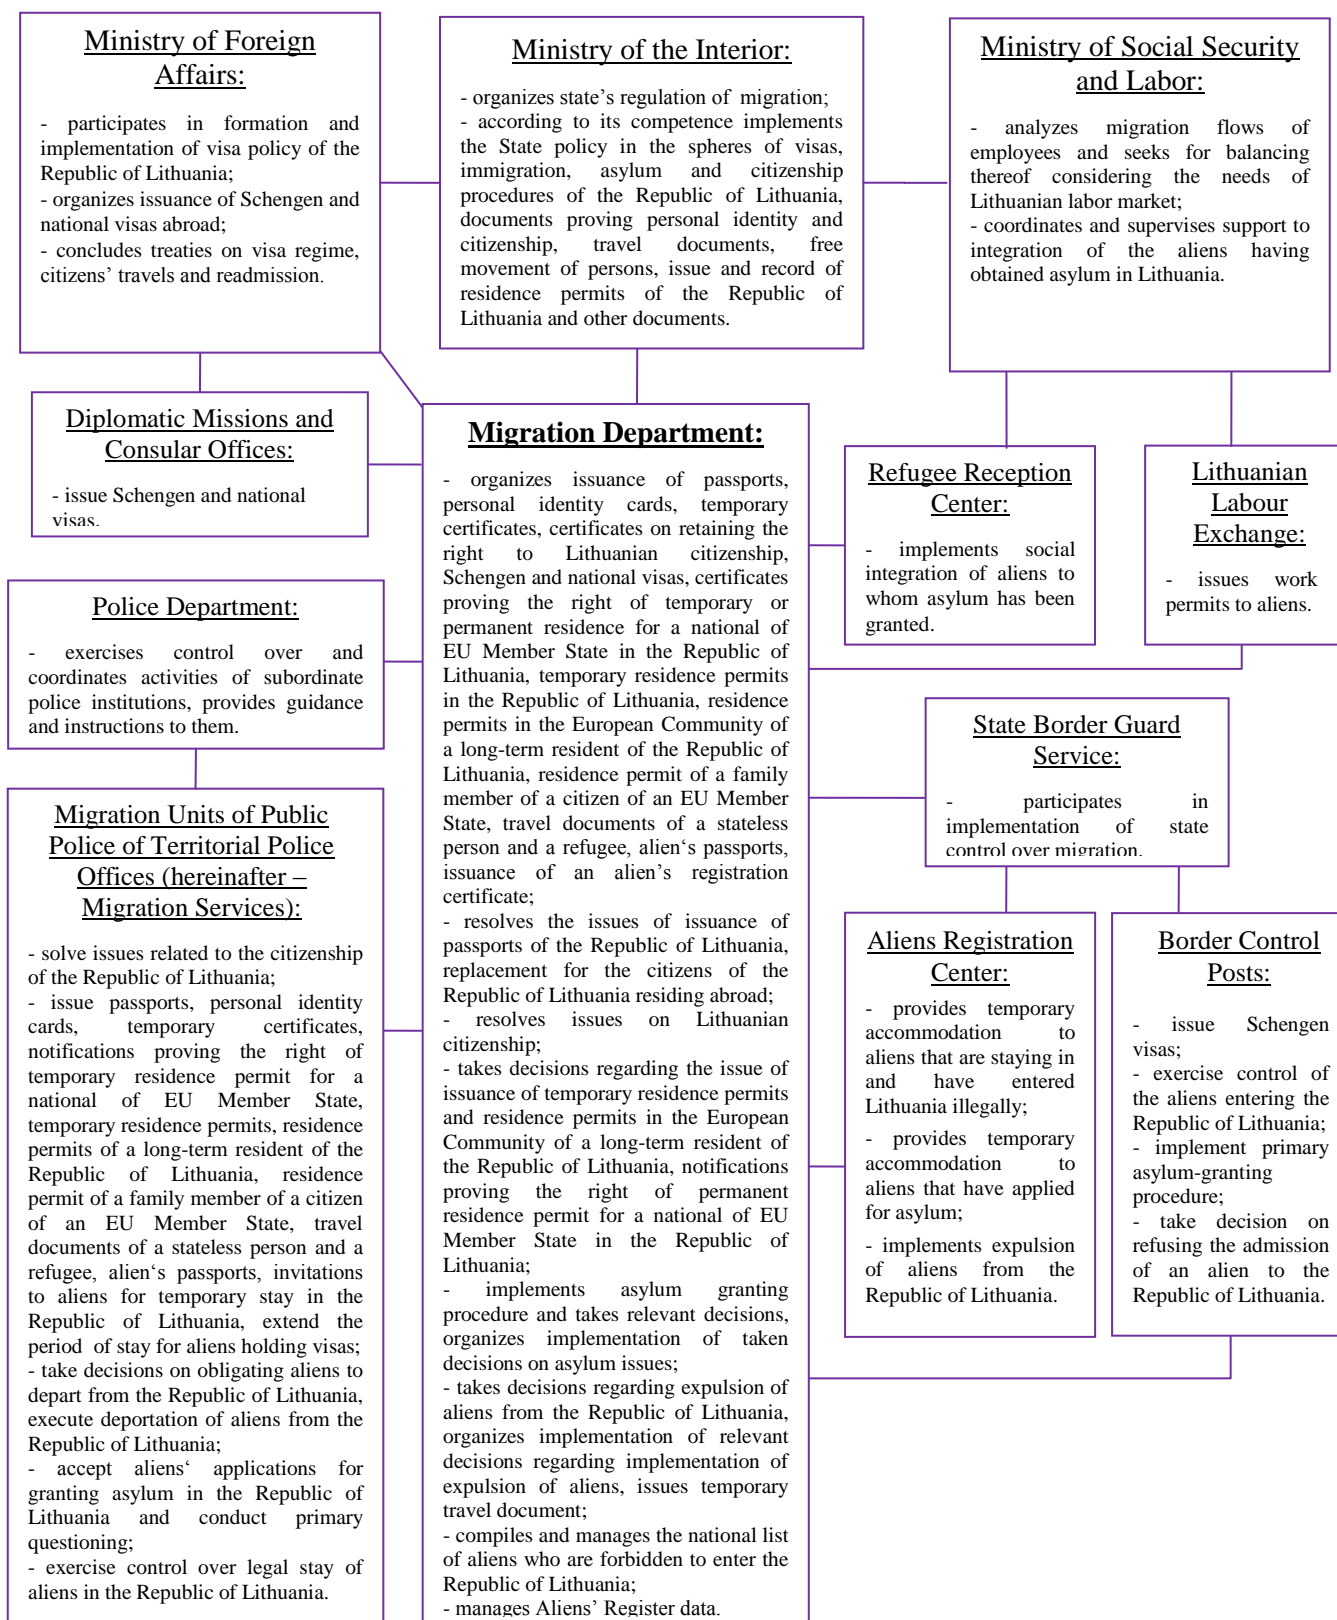 Ministry of Foreign
Affairs:
- participates in formation and
implementation of visa policy of the
Republic of Lithuania;
- organizes issuance of Schengen and
national visas abroad;
- concludes treaties on visa regime,
citizens’ travels and readmission.
Ministry of the Interior:
- organizes state’s regulation of migration;
- according to its competence implements
the State policy in the spheres of visas,
immigration, asylum and citizenship
procedures of the Republic of Lithuania,
documents proving personal identity and
citizenship, travel documents, free
movement of persons, issue and record of
residence permits of the Republic of
Lithuania and other documents.
Ministry of Social Security
and Labor:
- analyzes migration flows of
employees and seeks for balancing
thereof considering the needs of
Lithuanian labor market;
- coordinates and supervises support to
integration of the aliens having
obtained asylum in Lithuania.
Diplomatic Missions and
Consular Offices:
- issue Schengen and national
visas.
Migration Department:
- organizes issuance of passports,
personal identity cards, temporary
certificates, certificates on retaining the
right to Lithuanian citizenship,
Schengen and national visas, certificates
proving the right of temporary or
permanent residence for a national of
EU Member State in the Republic of
Lithuania, temporary residence permits
in the Republic of Lithuania, residence
permits in the European Community of
a long-term resident of the Republic of
Lithuania, residence permit of a family
member of a citizen of an EU Member
State, travel documents of a stateless
person and a refugee, alien‘s passports,
issuance of an alien’s registration
certificate;
- resolves the issues of issuance of
passports of the Republic of Lithuania,
replacement for the citizens of the
Republic of Lithuania residing abroad;
- resolves issues on Lithuanian
citizenship;
- takes decisions regarding the issue of
issuance of temporary residence permits
and residence permits in the European
Community of a long-term resident of
the Republic of Lithuania, notifications
proving the right of permanent
residence permit for a national of EU
Member State in the Republic of
Lithuania;
- implements asylum granting
procedure and takes relevant decisions,
organizes implementation of taken
decisions on asylum issues;
- takes decisions regarding expulsion of
aliens from the Republic of Lithuania,
organizes implementation of relevant
decisions regarding implementation of
expulsion of aliens, issues temporary
travel document;
- compiles and manages the national list
of aliens who are forbidden to enter the
Republic of Lithuania;
- manages Aliens’ Register data.
Refugee Reception
Center:
- implements social
integration of aliens to
whom asylum has been
granted.
Lithuanian
Labour
Exchange:
- issues work
permits to aliens.
Police Department:
- exercises control over and
coordinates activities of subordinate
police institutions, provides guidance
and instructions to them.
State Border Guard
Service:
- participates in
implementation of state
control over migration.
Migration Units of Public
Police of Territorial Police
Offices (hereinafter –
Migration Services):
- solve issues related to the citizenship
of the Republic of Lithuania;
- issue passports, personal identity
cards, temporary certificates,
notifications proving the right of
temporary residence permit for a
national of EU Member State,
temporary residence permits, residence
permits of a long-term resident of the
Republic of Lithuania, residence
permit of a family member of a citizen
of an EU Member State, travel
documents of a stateless person and a
refugee, alien‘s passports, invitations
to aliens for temporary stay in the
Republic of Lithuania, extend the
period of stay for aliens holding visas;
- take decisions on obligating aliens to
depart from the Republic of Lithuania,
execute deportation of aliens from the
Republic of Lithuania;
- accept aliens‘ applications for
granting asylum in the Republic of
Lithuania and conduct primary
questioning;
- exercise control over legal stay of
aliens in the Republic of Lithuania.
Aliens Registration
Center:
- provides temporary
accommodation to
aliens that are staying in
and have entered
Lithuania illegally;
- provides temporary
accommodation to
aliens that have applied
for asylum;
- implements expulsion
of aliens from the
Republic of Lithuania.
Border Control
Posts:
- issue Schengen
visas;
- exercise control of
the aliens entering the
Republic of Lithuania;
- implement primary
asylum-granting
procedure;
- take decision on
refusing the admission
of an alien to the
Republic of Lithuania.